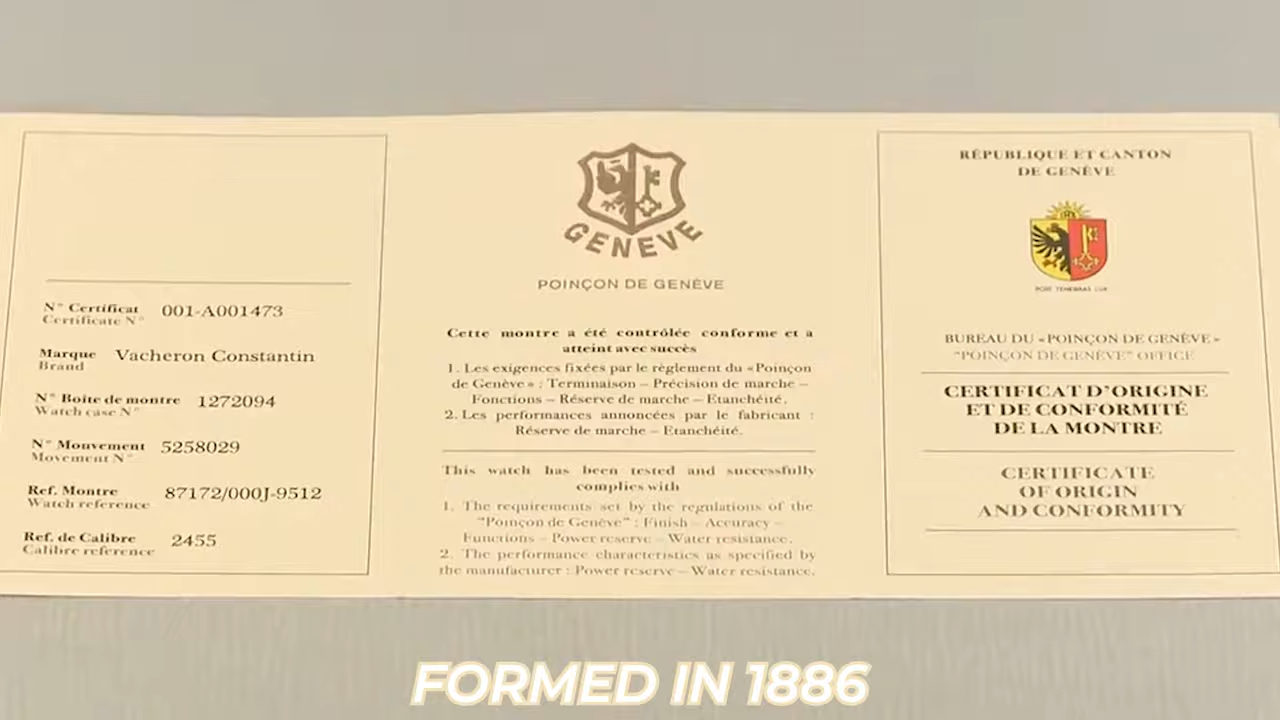 N° Certificat 001-A001473
Certificate N°
Marque Vacheron Constantin
Brand
N° Boite de montre 1272094
Watch case N°
N° Mouvement 5258029
Movement N°
Ref. Montre 87172/000J-9512
Watch reference
Ref. de Calibre 2455
Calibre reference
GENEVE
POINÇON DE GENÈVE
Cette montre a été contrôlée conforme et a
atteint avec succès
1. Les exigences fixées par le règlement du «Poinçon
de Genève» : Terminaison – Précision de marche –
Fonctions – Réserve de marche – Etanchéité.
2. Les performances annoncées par le fabricant :
Réserve de marche – Etanchéité.
This watch has been tested and successfully
complies with
1. The requirements set by the regulations of the
"Poinçon de Genève" : Finish – Accuracy –
Functions – Power reserve – Water resistance.
2. The performance characteristics as specified by
the manufacturer : Power reserve – Water resistance.
RÉPUBLIQUE ET CANTON
DE GENÈVE
POST TENEBRAS LUX
BUREAU DU «POINÇON DE GENÈVE»
"POINÇON DE GENÈVE" OFFICE
CERTIFICAT D'ORIGINE
ET DE CONFORMITÉ
DE LA MONTRE
CERTIFICATE
OF ORIGIN
AND CONFORMITY
FORMED IN 1886